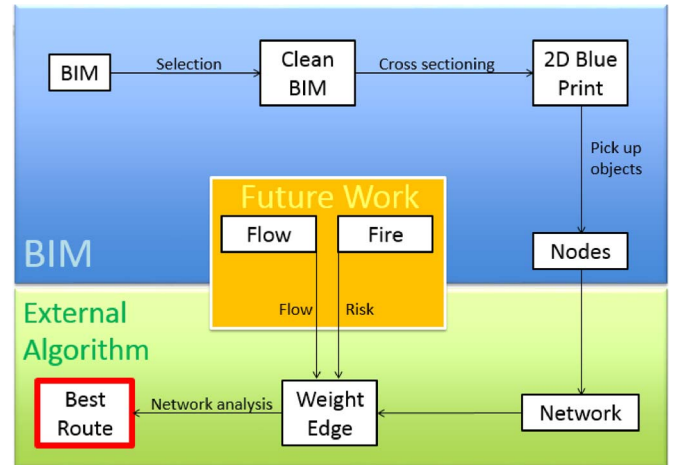 BIM
Selection
Clean
BIM
Cross sectioning
2D Blue
Print
Pick up
objects
Future Work
Flow
Fire
BIM
Nodes
External
Algorithm
Flow
Risk
Best
Route
Network analysis
Weight
Edge
Network